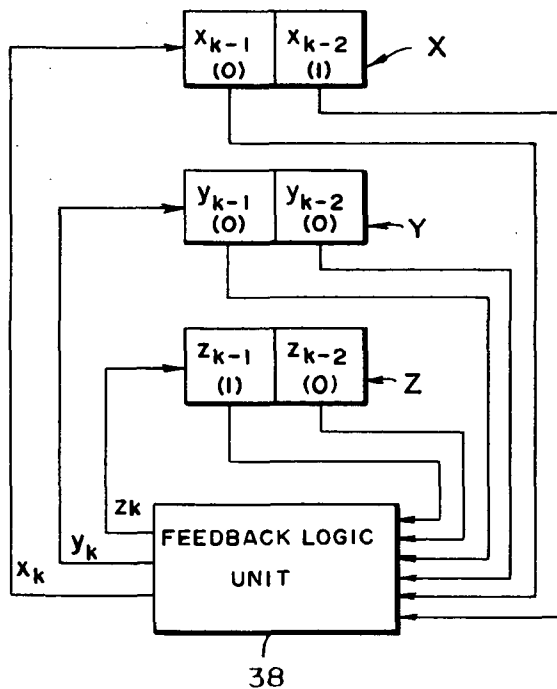 x_{k-1} x_{k-2}
(0) (1)
X
y_{k-1} y_{k-2}
(0) (0)
Y
z_{k-1} z_{k-2}
(1) (0)
Z
z_k
y_k
x_k
FEEDBACK LOGIC
UNIT
38